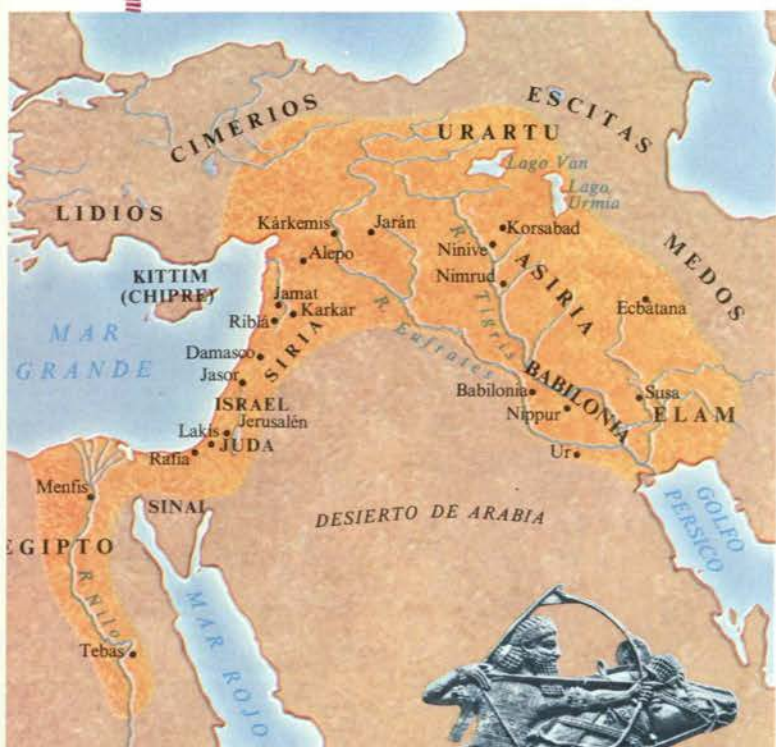 CIMERIOS
ESCITAS
URARTU
Lago Van
Lago
Urmia
LIDIOS
Kárkemis
Jarán
Korsabad
MEDOS
Nínive
Alepo
ASIRIA
KITTIM
(CHIPRE)
Nimrud
Jamat
Ecbátana
Karkar
Riblá
R. Tigris
R. Eufrates
SIRIA
MAR
GRANDE
Damasco
Jasor
Babilonia
BABILONIA
Susa
ISRAEL
Nippur
ELAM
Jerusalén
Lakís
JUDA
Rafia
Ur
Menfis
SINAI
GOLFO
PERSICO
DESIERTO DE ARABIA
EGIPTO
R. Nilo
MAR ROJO
Tebas